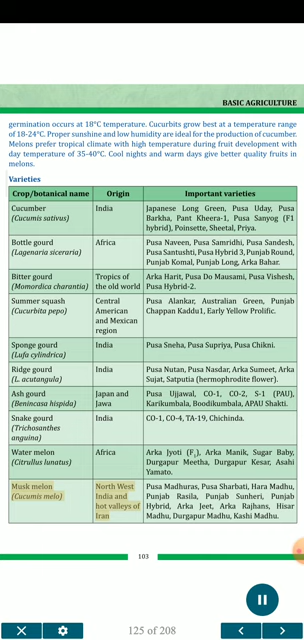 BASIC AGRICULTURE
germination occurs at 18°C temperature. Cucurbits grow best at a temperature range
of 18-24°C. Proper sunshine and low humidity are ideal for the production of cucumber.
Melons prefer tropical climate with high temperature during fruit development with
day temperature of 35-40°C. Cool nights and warm days give better quality fruits in
melons.
Varieties
Crop/botanical name Origin Important varieties
Cucumber India Japanese Long Green, Pusa Uday, Pusa
(Cucumis sativus) Barkha, Pant Kheera-1, Pusa Sanyog (F1
hybrid), Poinsette, Sheetal, Priya.
Bottle gourd Africa Pusa Naveen, Pusa Samridhi, Pusa Sandesh,
(Lagenaria siceraria) Pusa Santushti, Pusa Hybrid 3, Punjab Round,
Punjab Komal, Punjab Long, Arka Bahar.
Bitter gourd Tropics of Arka Harit, Pusa Do Mausami, Pusa Vishesh,
(Momordica charantia) the old world Pusa Hybrid-2.
Summer squash Central Pusa Alankar, Australian Green, Punjab
(Cucurbita pepo) American Chappan Kaddu1, Early Yellow Prolific.
and Mexican
region
Sponge gourd India Pusa Sneha, Pusa Supriya, Pusa Chikni.
(Lufa cylindrica)
Ridge gourd India Pusa Nutan, Pusa Nasdar, Arka Sumeet, Arka
(L. acutangula) Sujat, Satputia (hermophrodite flower).
Ash gourd Japan and Pusa Ujjawal, CO-1, CO-2, S-1 (PAU),
(Benincasa hispida) Jawa Karikumbala, Boodikumbala, APAU Shakti.
Snake gourd India CO-1, CO-4, TA-19, Chichinda.
(Trichosanthes
anguina)
Water melon Africa Arka Jyoti (F1), Arka Manik, Sugar Baby,
(Citrullus lunatus) Durgapur Meetha, Durgapur Kesar, Asahi
Yamato.
Musk melon North West Pusa Madhuras, Pusa Sharbati, Hara Madhu,
(Cucumis melo) India and Punjab Rasila, Punjab Sunheri, Punjab
hot valleys of Hybrid, Arka Jeet, Arka Rajhans, Hisar
Iran Madhu, Durgapur Madhu, Kashi Madhu.
103
125 of 208